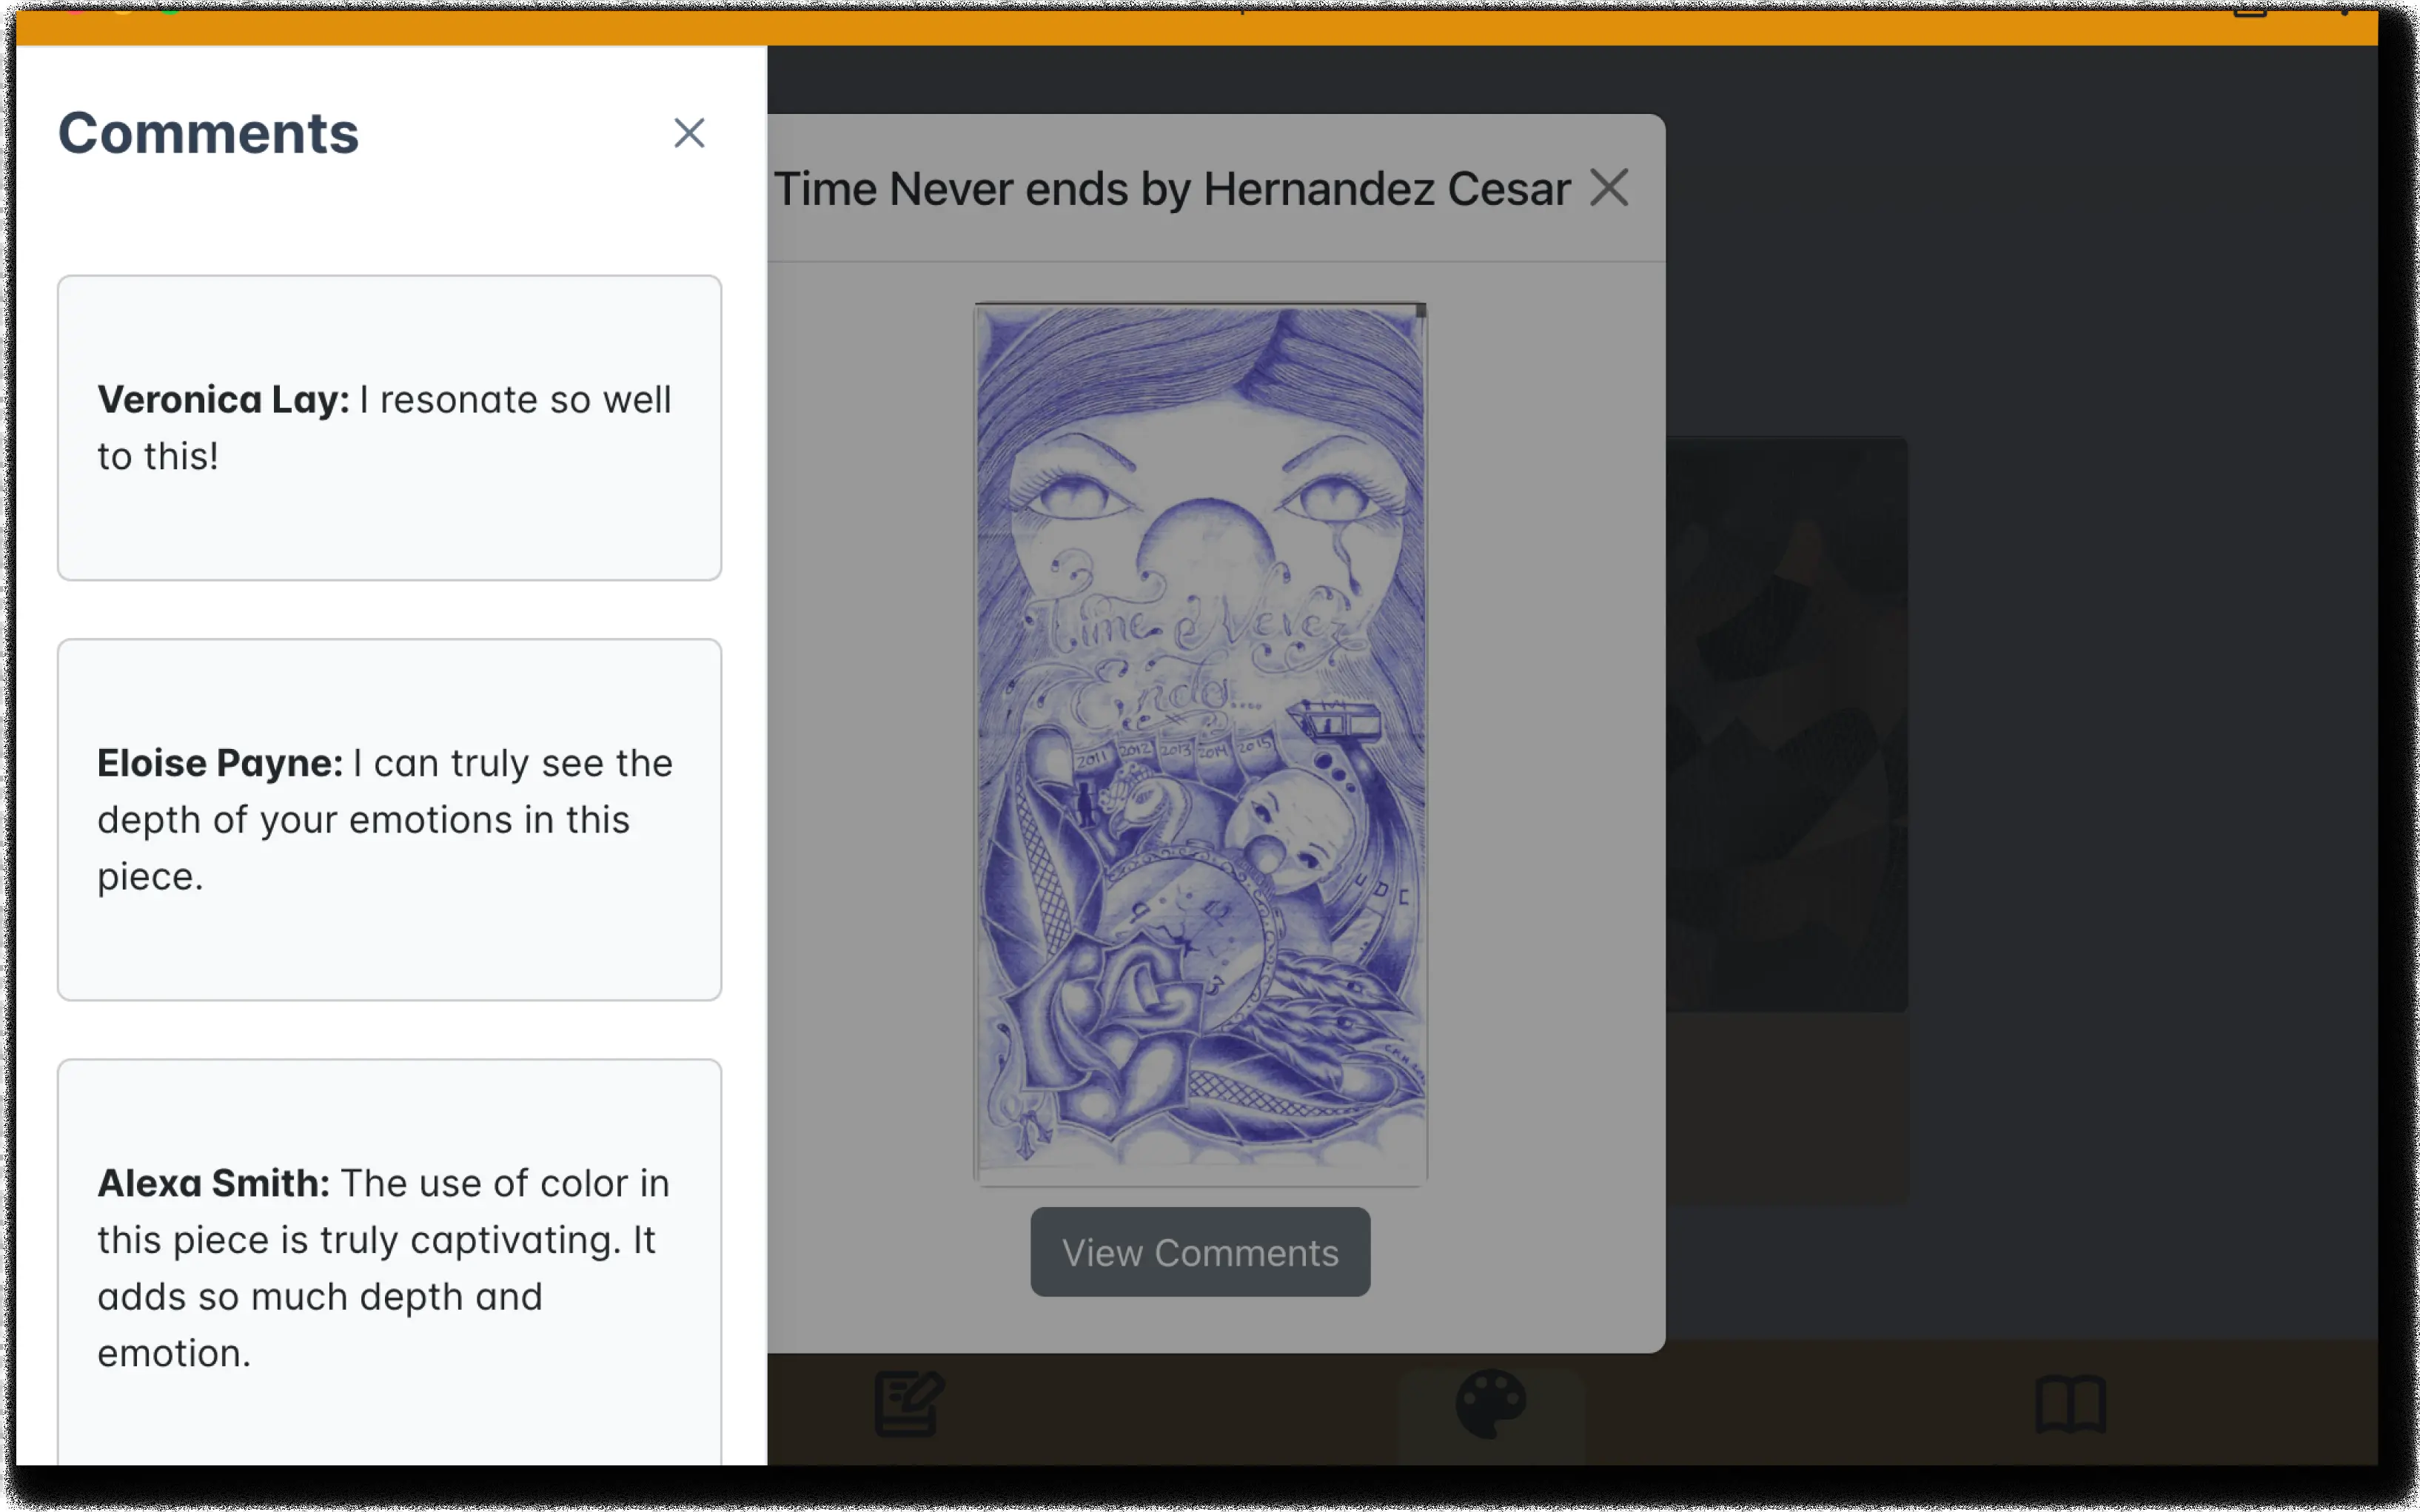 Comments
Veronica Lay: I resonate so well
to this!
Eloise Payne: I can truly see the
depth of your emotions in this
piece.
Alexa Smith: The use of color in
this piece is truly captivating. It
adds so much depth and
emotion.
Time Never ends by Hernandez Cesar
Time Never
Ends....
2011 2012 2013 2014 2015
View Comments